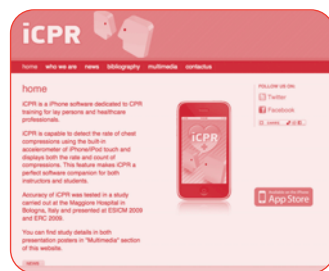 iCPR
home who we are news bibliography multimedia contactus
home
iCPR is a iPhone software dedicated to CPR
training for lay persons and healthcare
professionals.
iCPR is capable to detect the rate of chest
compressions using the built-in
accelerometer of iPhone/iPod touch and
displays both the rate and count of
compressions. This feature makes iCPR a
perfect software companion for both
instructors and students.
Accuracy of iCPR was tested in a study
carried out at the Maggiore Hospital in
Bologna, Italy and presented at ESICM 2009
and ERC 2009.
You can find study details in both
presentation posters in "Multimedia" section
of this website.
iCPR
FOLLOW US ON:
Twitter
Facebook
SHARE
Available on the iPhone
App Store